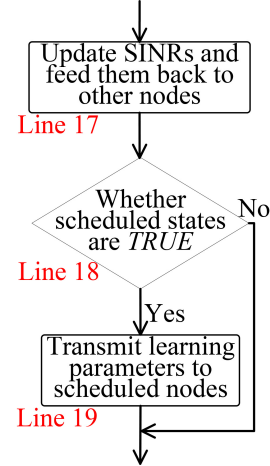 Update SINRs and
feed them back to
other nodes
Line 17
Whether
scheduled states
are TRUE
No
Line 18
Yes
Transmit learning
parameters to
scheduled nodes
Line 19